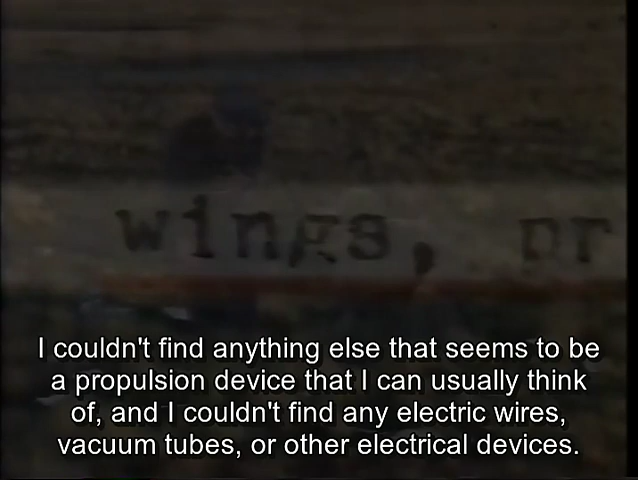 wings, pr
I couldn't find anything else that seems to be
a propulsion device that I can usually think
of, and I couldn't find any electric wires,
vacuum tubes, or other electrical devices.